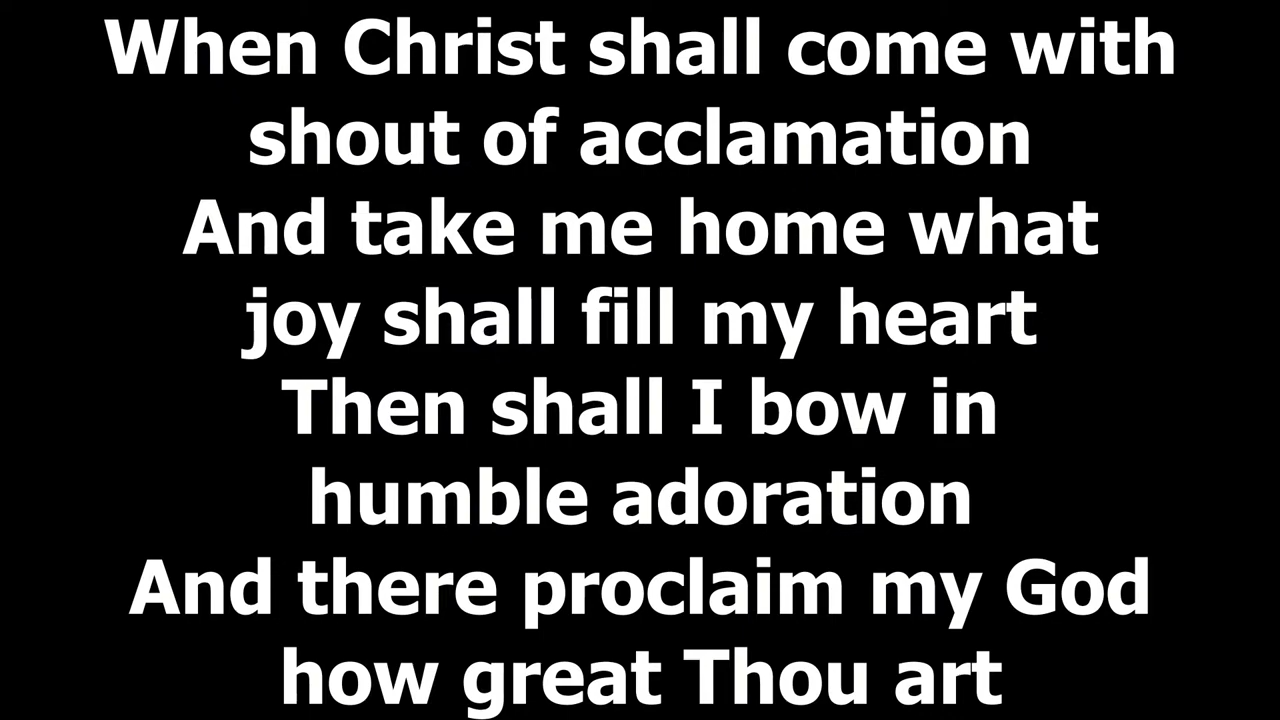 When Christ shall come with
shout of acclamation
And take me home what
joy shall fill my heart
Then shall I bow in
humble adoration
And there proclaim my God
how great Thou art